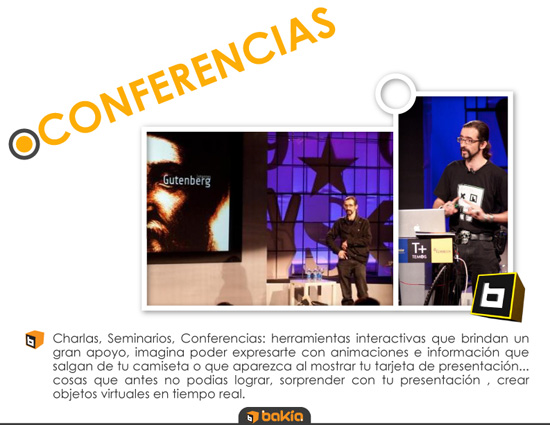 CONFERENCIAS
Gutenberg
T+
Charlas, Seminarios, Conferencias: herramientas interactivas que brindan un
gran apoyo, imagina poder expresarte con animaciones e información que
salgan de tu camiseta o que aparezca al mostrar tu tarjeta de presentación...
cosas que antes no podias lograr, sorprender con tu presentación , crear
objetos virtuales en tiempo real.
bakía